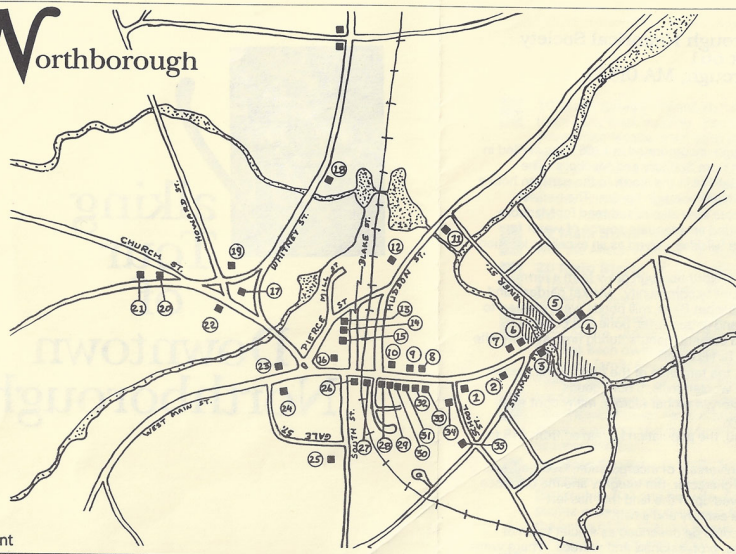 Northborough
18
HOWARD ST.
WHITNEY ST.
BLAKE ST.
CHURCH ST.
19
12
11
RIVER ST.
HUDSON ST.
MILL ST
17
21
20
22
PIERCE ST
13
14
15
5
4
6
7
3
16
10
9
8
23
2
SUMMER
26
32
1
SCHOOL ST.
24
WEST MAIN ST.
GALE ST.
SOUTH ST.
33
34
35
25
27
28
29
31
30
nt